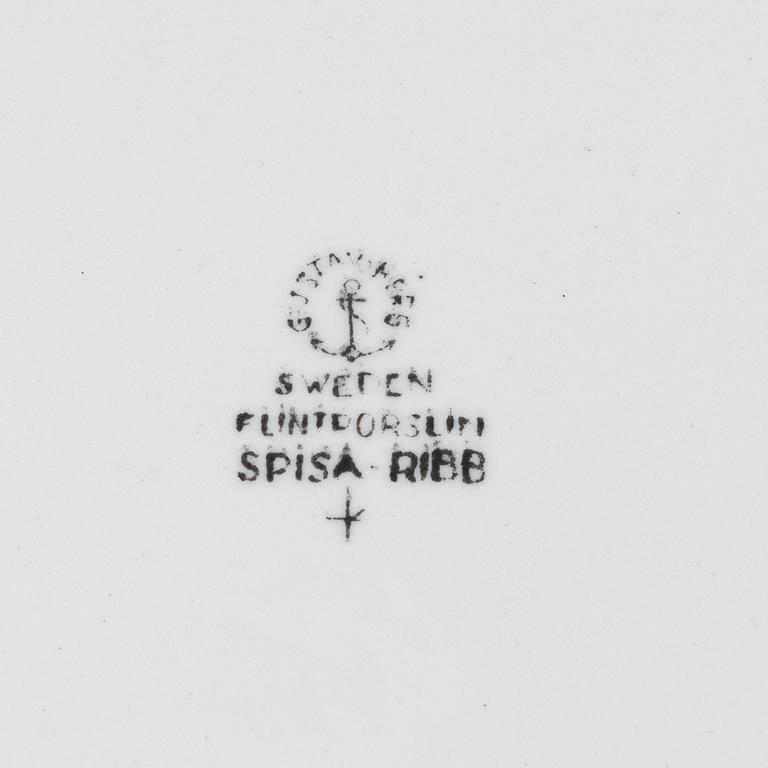 GUSTAVSBERG
SWEDEN
FLINTPORSLIN
SPISA-RIBB